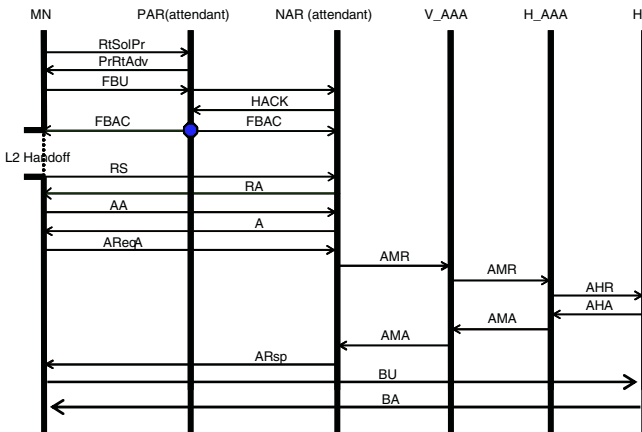 MN PAR(attendant) NAR (attendant) V_AAA H_AAA H
RtSolPr
PrRtAdv
FBU
HACK
FBAC FBAC
L2 Handoff
RS
RA
AA
A
AReqA
AMR
AMR
AHR
AHA
AMA
AMA
ARsp
BU
BA